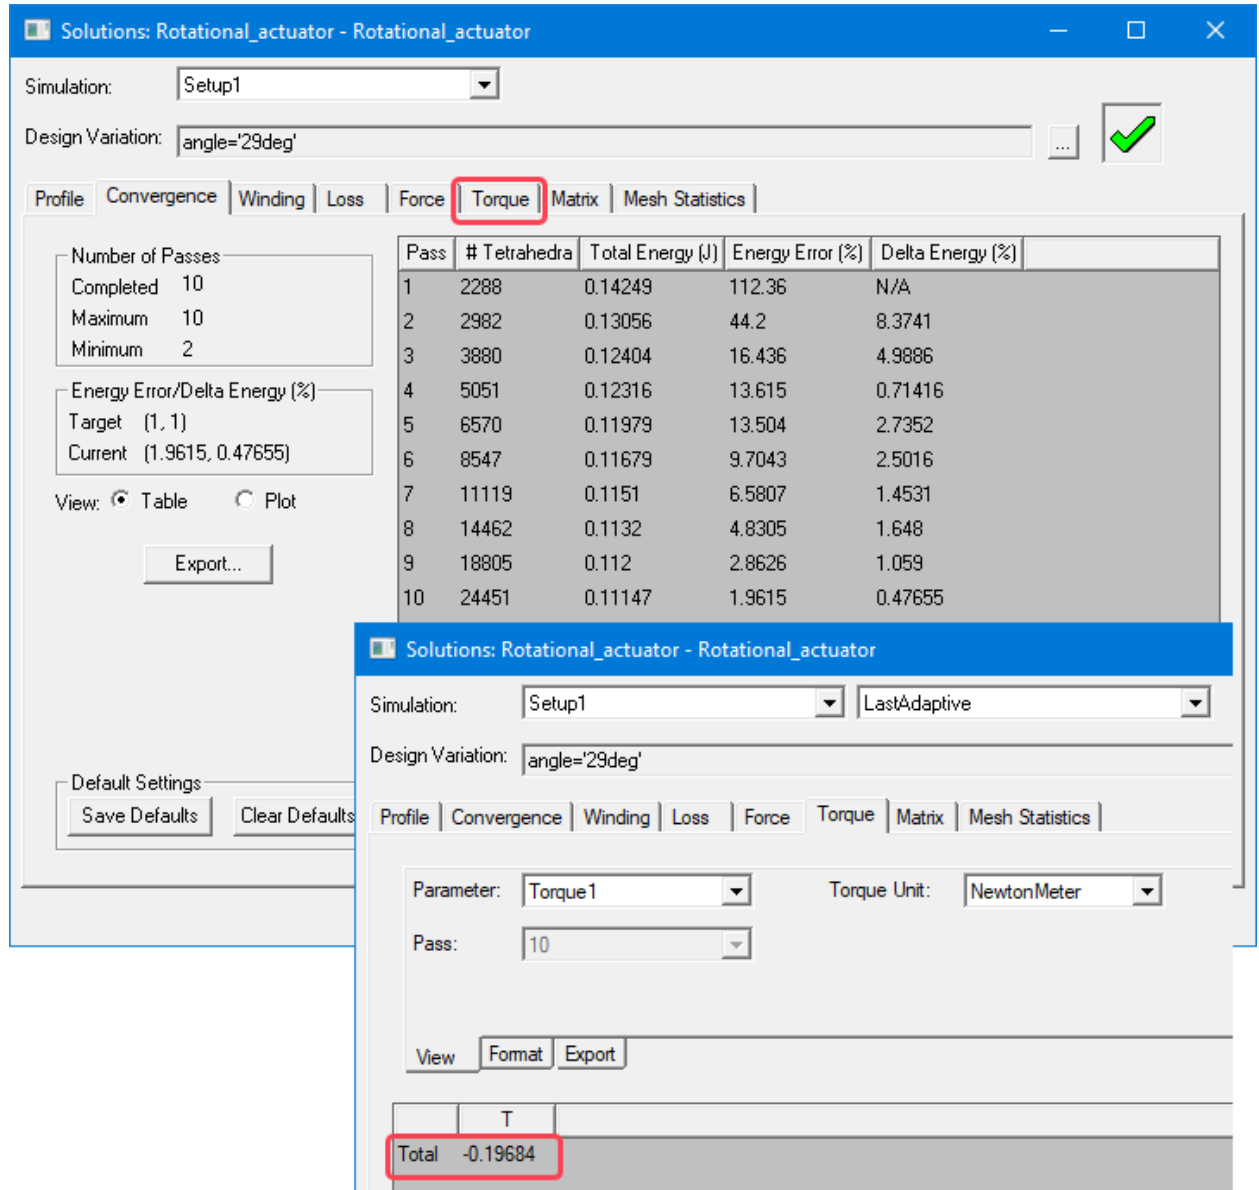 Solutions: Rotational_actuator - Rotational_actuator
Simulation: Setup1
Design Variation: angle='29deg' ...
Profile Convergence Winding Loss Force Torque Matrix Mesh Statistics
Number of Passes
Completed 10
Maximum 10
Minimum 2
Energy Error/Delta Energy (%)
Target (1, 1)
Current (1.9615, 0.47655)
View: Table Plot
Export...
Pass # Tetrahedra Total Energy (J) Energy Error (%) Delta Energy (%)
1 2288 0.14249 112.36 N/A
2 2982 0.13056 44.2 8.3741
3 3880 0.12404 16.436 4.9886
4 5051 0.12316 13.615 0.71416
5 6570 0.11979 13.504 2.7352
6 8547 0.11679 9.7043 2.5016
7 11119 0.1151 6.5807 1.4531
8 14462 0.1132 4.8305 1.648
9 18805 0.112 2.8626 1.059
10 24451 0.11147 1.9615 0.47655
Default Settings
Save Defaults Clear Defaults
Solutions: Rotational_actuator - Rotational_actuator
Simulation: Setup1 LastAdaptive
Design Variation: angle='29deg'
Profile Convergence Winding Loss Force Torque Matrix Mesh Statistics
Parameter: Torque1 Torque Unit: NewtonMeter
Pass: 10
View Format Export
T
Total -0.19684